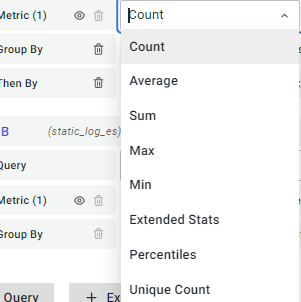 Metric (1) Count
Count
Group By
Average
Then By
Sum
B (static_log_es)
Max
Query
Min
Metric (1)
Extended Stats
Group By
Percentiles
Unique Count
Query + Ex